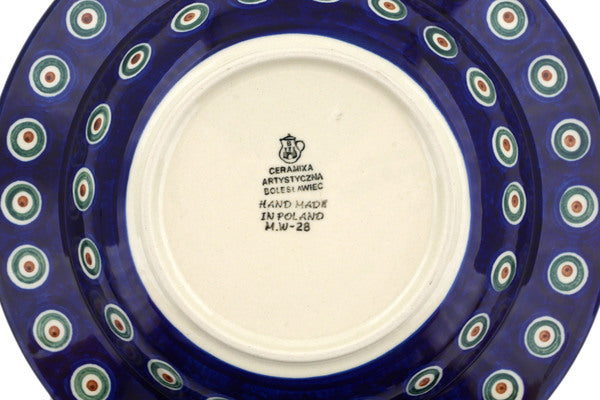 CERAMIKA
ARTYSTYCZNA
BOLESŁAWIEC
HAND MADE
IN POLAND
M.W-28